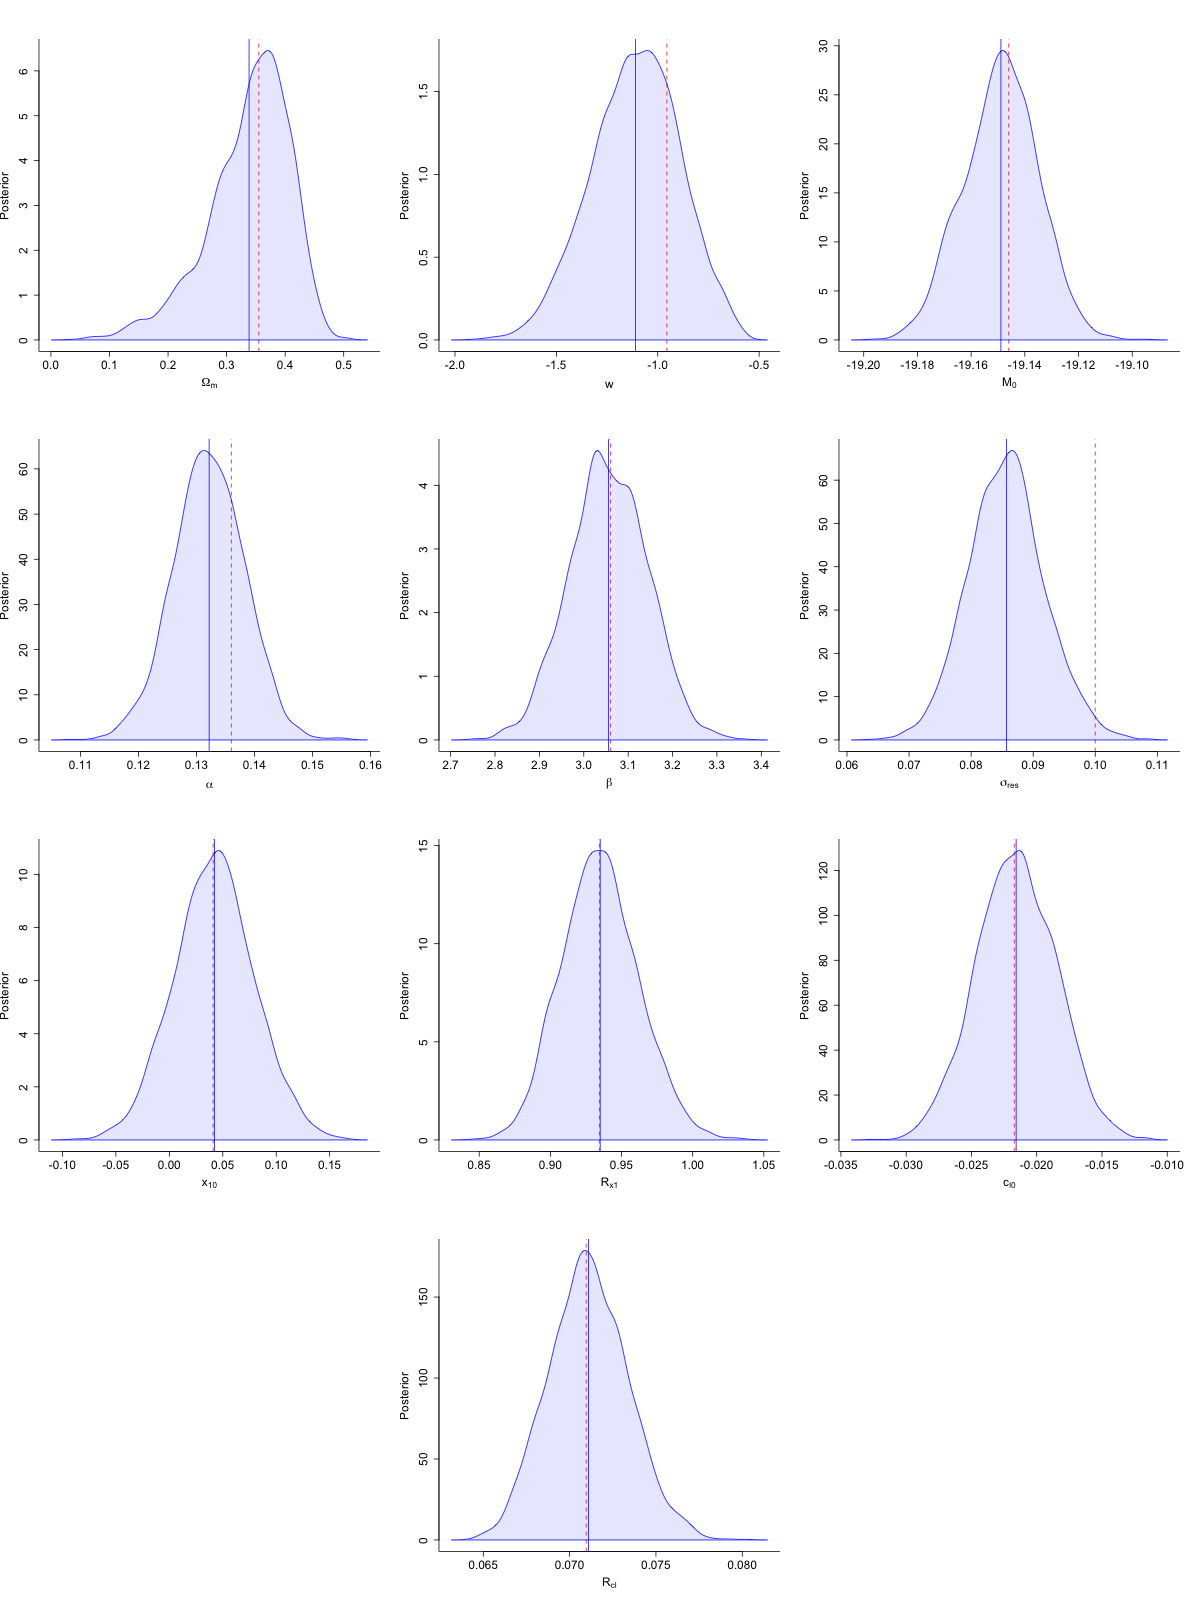 Posterior
0 1 2 3 4 5 6
0.0 0.1 0.2 0.3 0.4 0.5
Ωm
Posterior
0.0 0.5 1.0 1.5
-2.0 -1.5 -1.0 -0.5
w
Posterior
0 5 10 15 20 25 30
-19.20 -19.18 -19.16 -19.14 -19.12 -19.10
M0
Posterior
0 10 20 30 40 50 60
0.11 0.12 0.13 0.14 0.15 0.16
α
Posterior
0 1 2 3 4
2.7 2.8 2.9 3.0 3.1 3.2 3.3 3.4
β
Posterior
0 10 20 30 40 50 60
0.06 0.07 0.08 0.09 0.10 0.11
σres
Posterior
0 2 4 6 8 10
-0.10 -0.05 0.00 0.05 0.10 0.15
x10
Posterior
0 5 10 15
0.85 0.90 0.95 1.00 1.05
Rx1
Posterior
0 20 40 60 80 100 120
-0.035 -0.030 -0.025 -0.020 -0.015 -0.010
cI0
Posterior
0 50 100 150
0.065 0.070 0.075 0.080
RcI